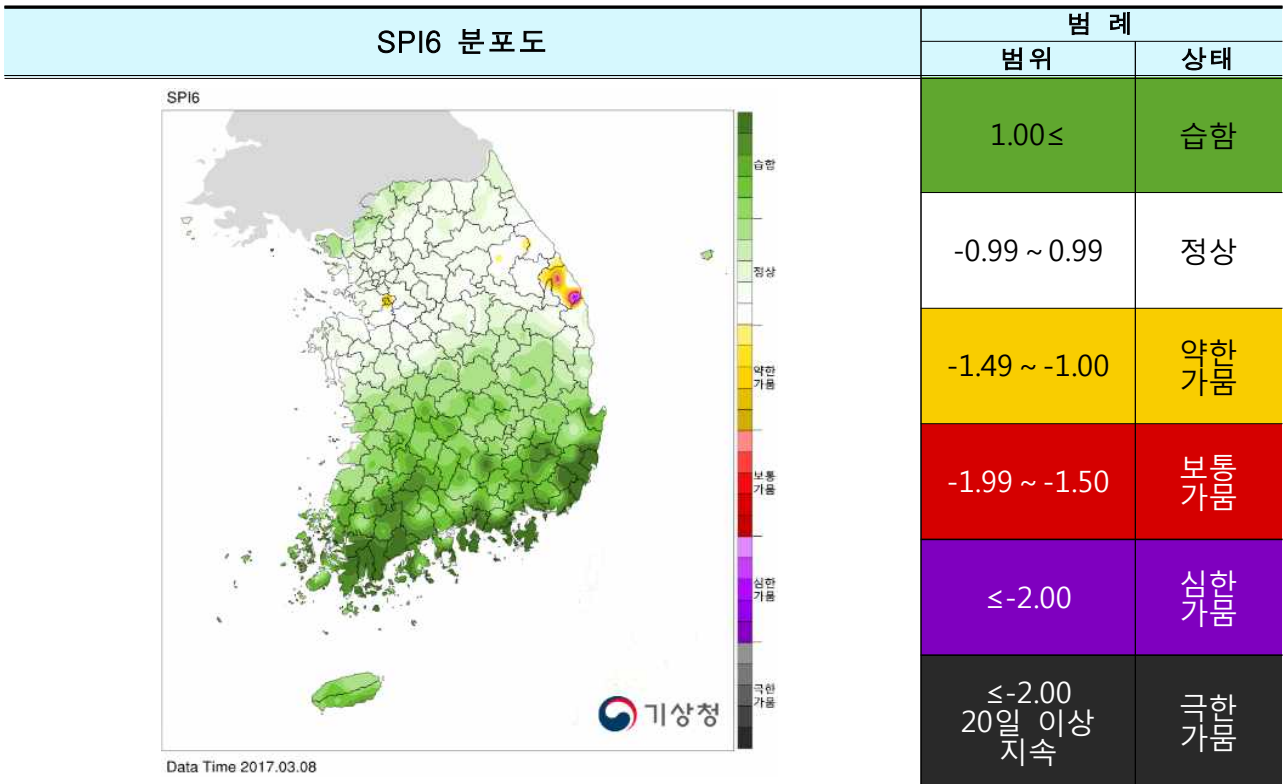 SPI6 분포도
범 례
범위
상태
SPI6
습함
정상
약한
가뭄
보통
가뭄
심한
가뭄
극한
가뭄
기상청
Data Time 2017.03.08
1.00≤
습함
-0.99 ~ 0.99
정상
-1.49 ~ -1.00
약한
가뭄
-1.99 ~ -1.50
보통
가뭄
≤-2.00
심한
가뭄
≤-2.00
20일 이상
지속
극한
가뭄